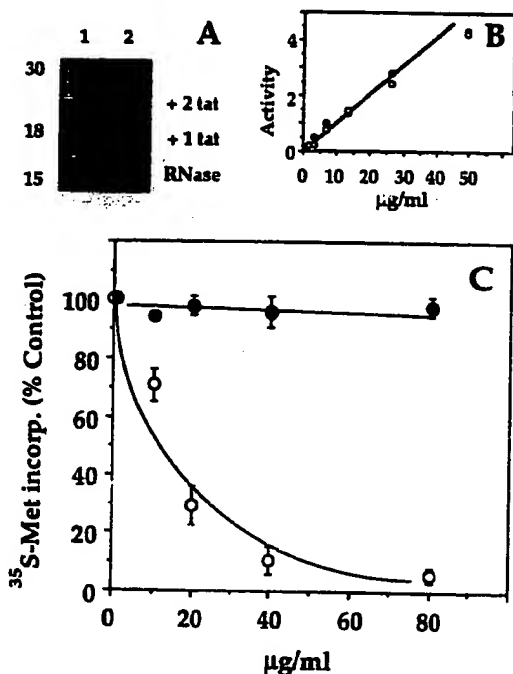 1 2 A
30
18
15
+ 2 tat
+ 1 tat
RNase
B
Activity
4
2
0
0 10 20 30 40 50
µg/ml
C
³⁵S-Met incorp. (% Control)
100
80
60
40
20
0
0 20 40 60 80
µg/ml